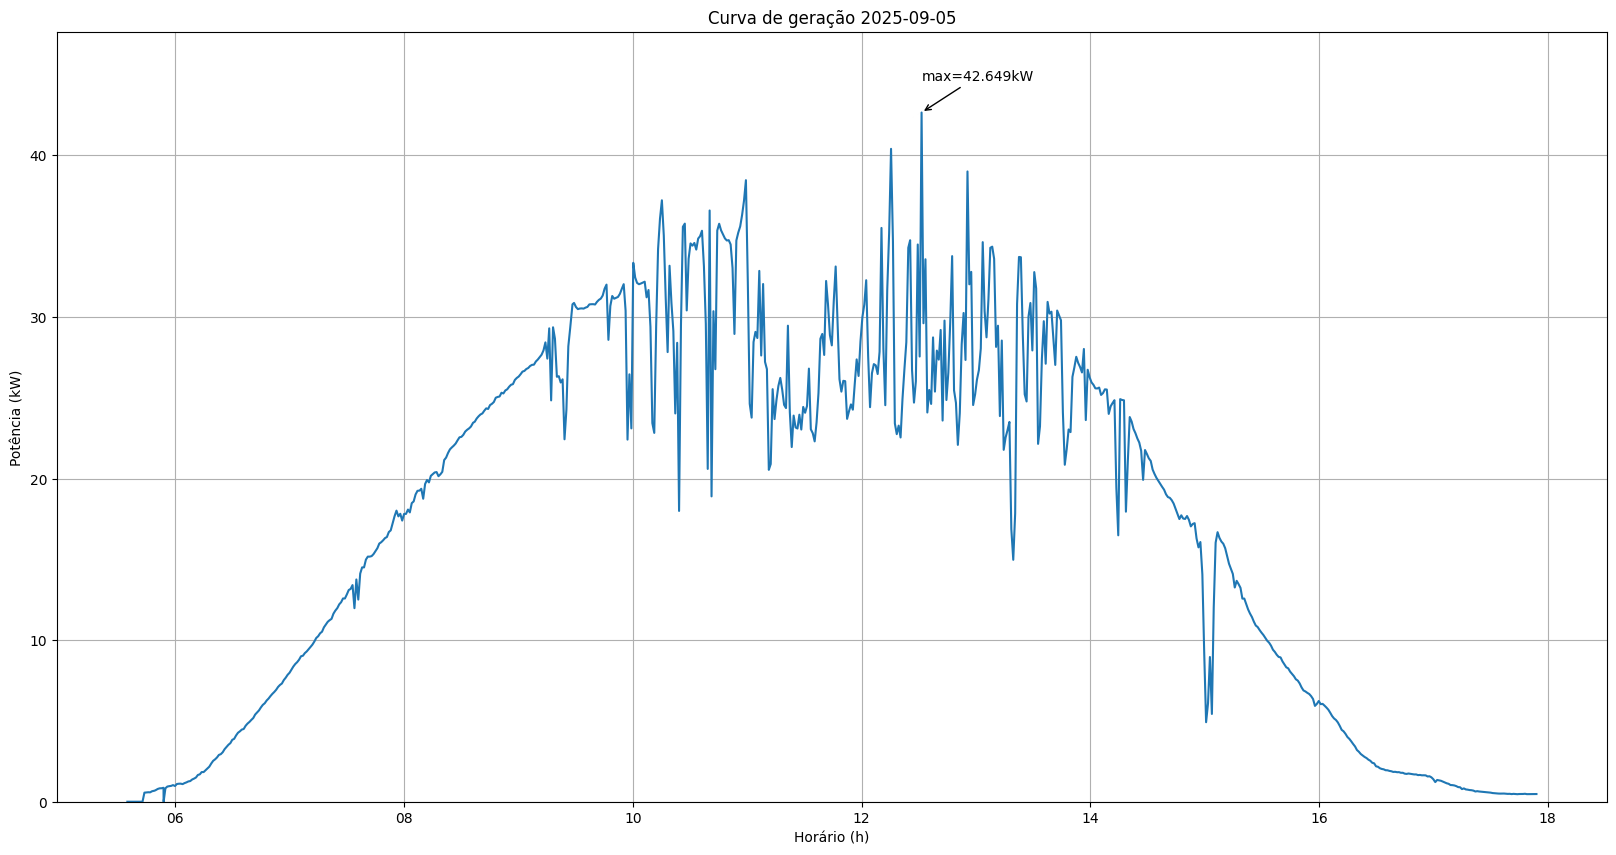 Curva de geração 2025-09-05
max=42.649kW
Potência (kW)
40
30
20
10
0
06 08 10 12 14 16 18
Horário (h)